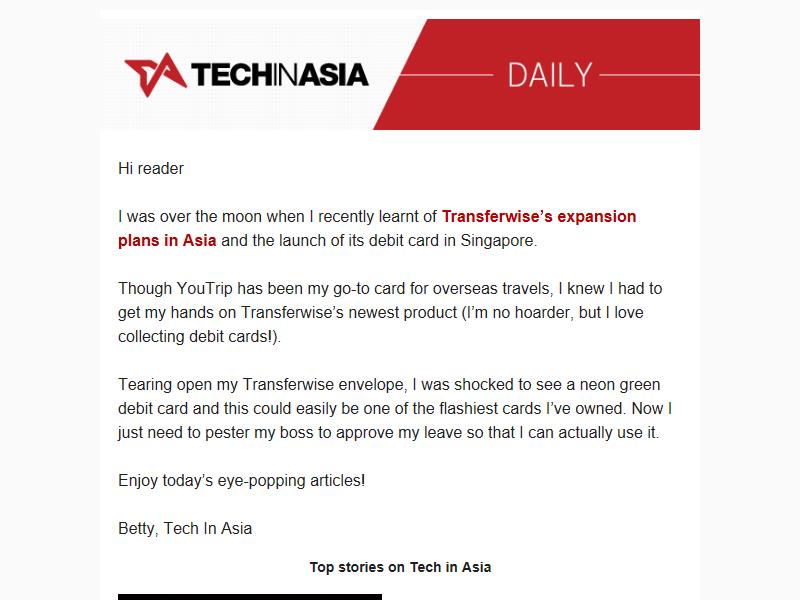 TECHINASIA
DAILY
Hi reader
I was over the moon when I recently learnt of Transferwise’s expansion
plans in Asia and the launch of its debit card in Singapore.
Though YouTrip has been my go-to card for overseas travels, I knew I had to
get my hands on Transferwise’s newest product (I’m no hoarder, but I love
collecting debit cards!).
Tearing open my Transferwise envelope, I was shocked to see a neon green
debit card and this could easily be one of the flashiest cards I’ve owned. Now I
just need to pester my boss to approve my leave so that I can actually use it.
Enjoy today’s eye-popping articles!
Betty, Tech In Asia
Top stories on Tech in Asia